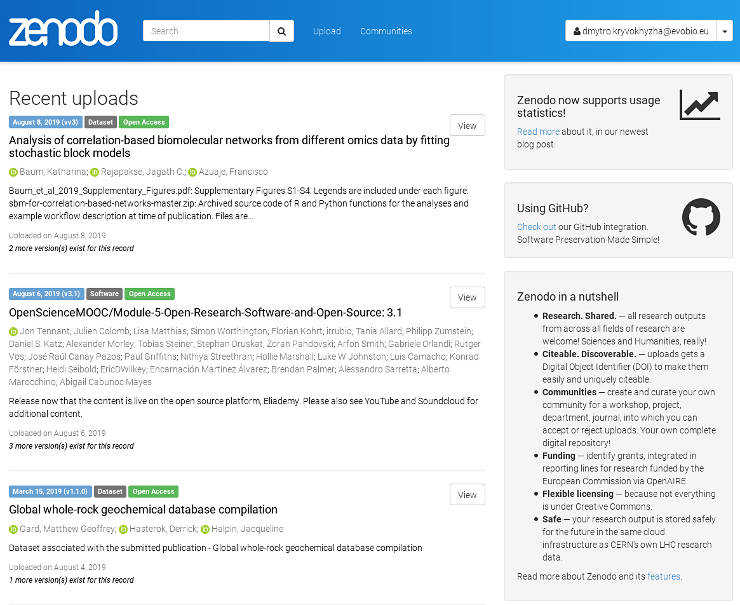 zenodo
Search
Upload
Communities
dmytro.kryvokhyzha@evobio.eu
Recent uploads
August 8, 2019 (vv3) Dataset Open Access
View
Analysis of correlation-based biomolecular networks from different omics data by fitting
stochastic block models
Baum, Katharina; Rajapakse, Jagath C.; Azuaje, Francisco
Baum_et_al_2019_Supplementary_Figures.pdf: Supplementary Figures S1-S4. Legends are included under each figure.
sbm-for-correlation-based-networks-master.zip: Archived source code of R and Python functions for the analyses and
example workflow description at time of publication. Files are...
Uploaded on August 8, 2019
2 more version(s) exist for this record
August 6, 2019 (v3.1) Software Open Access
View
OpenScienceMOOC/Module-5-Open-Research-Software-and-Open-Source: 3.1
Jon Tennant; Julien Colomb; Lisa Matthias; Simon Worthington; Florian Kohrt; irrubio; Tania Allard; Philipp Zumstein;
Daniel S. Katz; Alexander Morley; Tobias Steiner; Stephan Druskat; Zoran Pandovski; Arfon Smith; Gabriele Orlandi; Rutger
Vos; José Raúl Canay Pazos; Paul Griffiths; Nithiya Streethran; Hollie Marshall; Luke W Johnston; Luis Camacho; Konrad
Förstner; Heidi Seibold; EricDWilkey; Encarnación Martínez Álvarez; Brendan Palmer; Alessandro Sarretta; Alberto
Marocchino; Abigail Cabunoc Mayes
Release now that the content is live on the open source platform, Eliademy. Please also see YouTube and Soundcloud for
additional content.
Uploaded on August 6, 2019
3 more version(s) exist for this record
March 15, 2019 (v1.1.0) Dataset Open Access
View
Global whole-rock geochemical database compilation
Gard, Matthew Geoffrey; Hasterok, Derrick; Halpin, Jacqueline
Dataset associated with the submitted publication - Global whole-rock geochemical database compilation
Uploaded on August 4, 2019
1 more version(s) exist for this record
Zenodo now supports usage
statistics!
Read more about it, in our newest
blog post.
Using GitHub?
Check out our GitHub integration.
Software Preservation Made Simple!
Zenodo in a nutshell
• Research. Shared. — all research outputs
from across all fields of research are
welcome! Sciences and Humanities, really!
• Citeable. Discoverable. — uploads gets a
Digital Object Identifier (DOI) to make them
easily and uniquely citeable.
• Communities — create and curate your own
community for a workshop, project,
department, journal, into which you can
accept or reject uploads. Your own complete
digital repository!
• Funding — identify grants, integrated in
reporting lines for research funded by the
European Commission via OpenAIRE.
• Flexible licensing — because not everything
is under Creative Commons.
• Safe — your research output is stored safely
for the future in the same cloud
infrastructure as CERN's own LHC research
data.
Read more about Zenodo and its features.